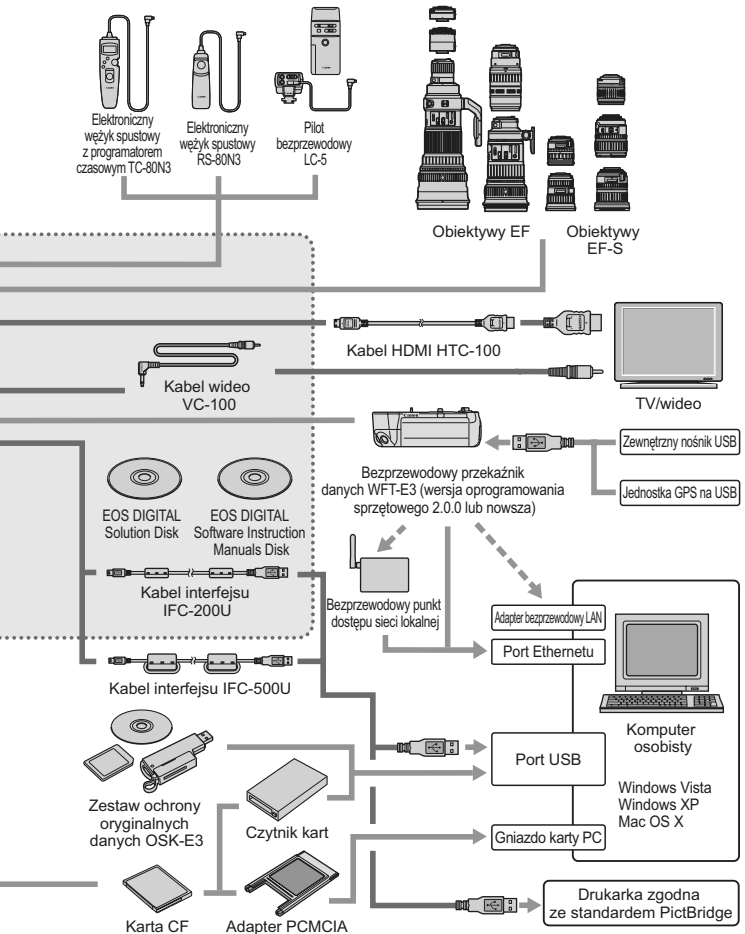 Elektroniczny
wężyk spustowy
z programatorem
czasowym TC-80N3
Elektroniczny
wężyk spustowy
RS-80N3
Pilot
bezprzewodowy
LC-5
Obiektywy EF
Obiektywy
EF-S
Kabel HDMI HTC-100
Kabel wideo
VC-100
TV/wideo
Canon
Zewnętrzny nośnik USB
Jednostka GPS na USB
Bezprzewodowy przekaźnik
danych WFT-E3 (wersja oprogramowania
sprzętowego 2.0.0 lub nowsza)
EOS DIGITAL
Solution Disk
EOS DIGITAL
Software Instruction
Manuals Disk
Kabel interfejsu
IFC-200U
Bezprzewodowy punkt
dostępu sieci lokalnej
Adapter bezprzewodowy LAN
Port Ethernetu
Kabel interfejsu IFC-500U
Komputer
osobisty
Port USB
Windows Vista
Windows XP
Mac OS X
Zestaw ochrony
oryginalnych
danych OSK-E3
Czytnik kart
Gniazdo karty PC
Karta CF
Adapter PCMCIA
Drukarka zgodna
ze standardem PictBridge